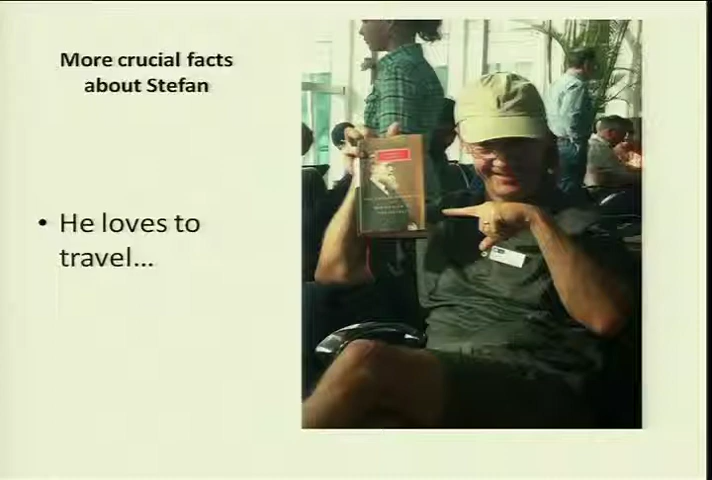 More crucial facts
about Stefan
• He loves to
travel...